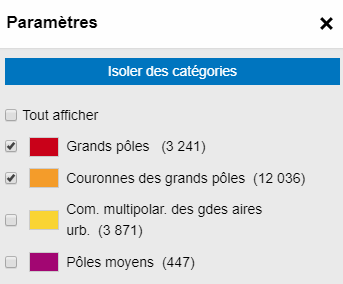 Paramètres
Isoler des catégories
Tout afficher
Grands pôles (3 241)
Couronnes des grands pôles (12 036)
Com. multipolar. des gdes aires
urb. (3 871)
Pôles moyens (447)